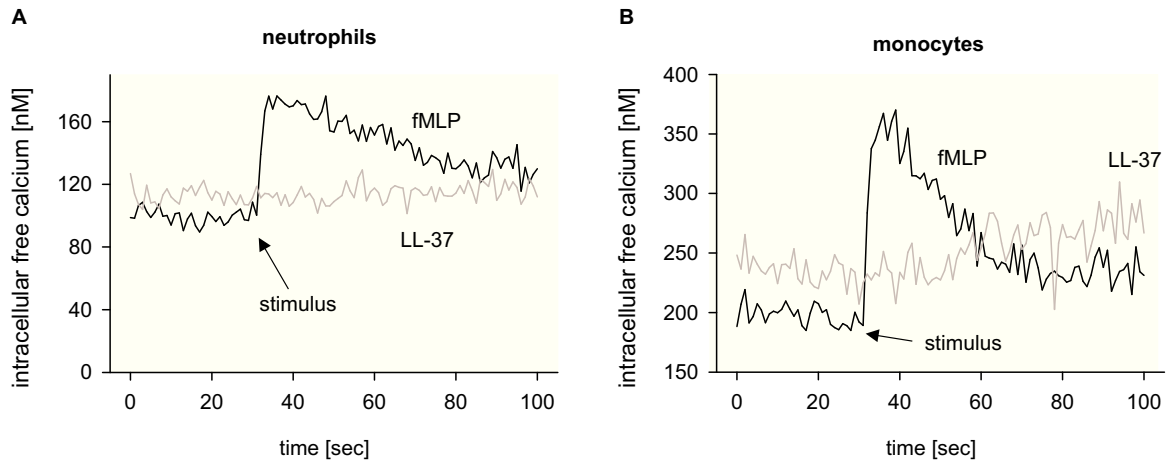 A
neutrophils
intracellular free calcium [nM]
160
120
80
40
0
fMLP
LL-37
stimulus
0 20 40 60 80 100
time [sec]
B
monocytes
intracellular free calcium [nM]
400
350
300
250
200
150
fMLP
LL-37
stimulus
0 20 40 60 80 100
time [sec]